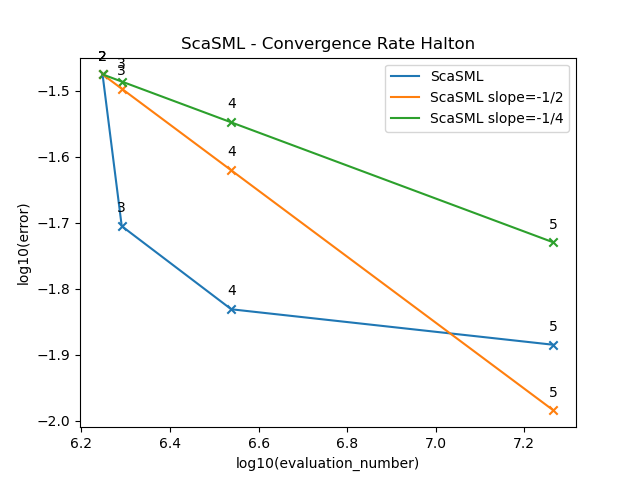 ScaSML - Convergence Rate Halton
log10(error)
−1.5
−1.6
−1.7
−1.8
−1.9
−2.0
2
3
3
3
4
4
4
5
5
5
ScaSML
ScaSML slope=-1/2
ScaSML slope=-1/4
6.2 6.4 6.6 6.8 7.0 7.2
log10(evaluation_number)